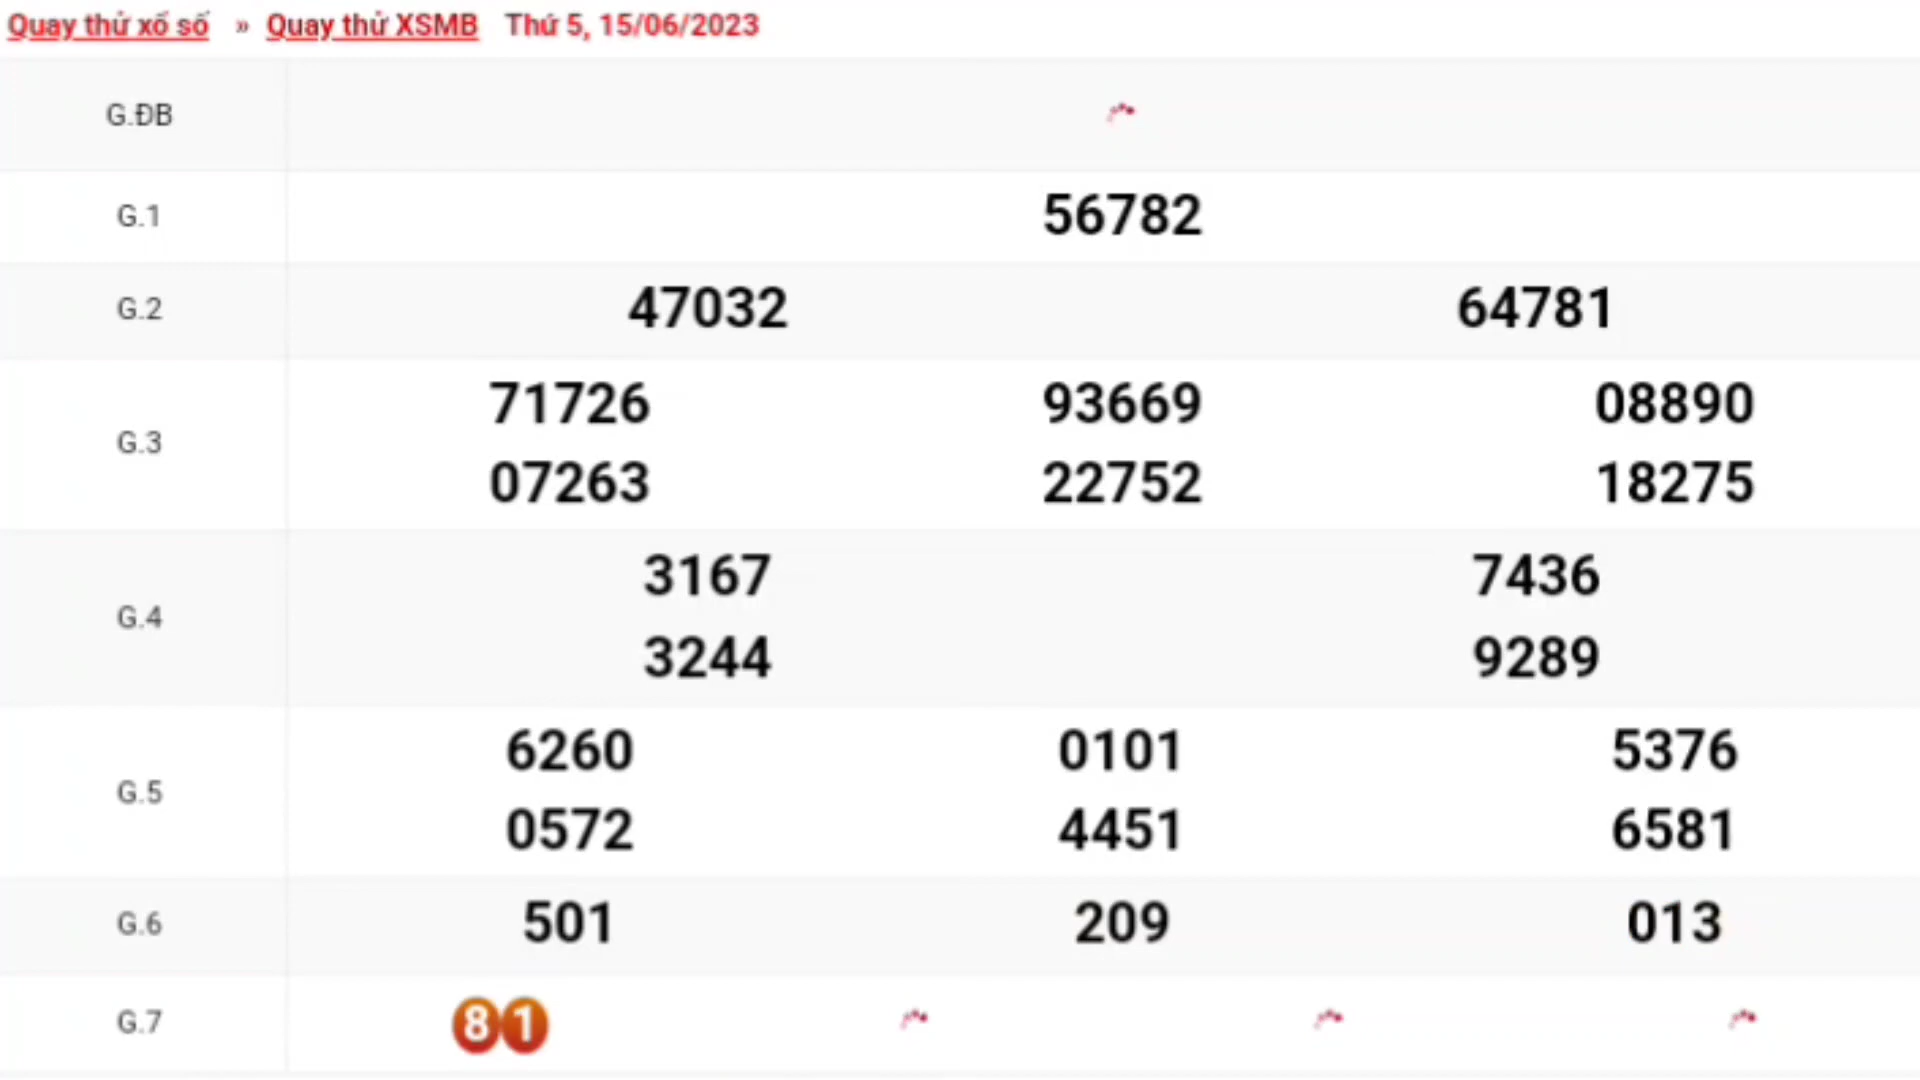 Quay thử xổ số » Quay thử XSMB Thứ 5, 15/06/2023
G.ĐB
G.1 56782
G.2 47032 64781
G.3 71726 93669 08890
07263 22752 18275
G.4 3167 7436
3244 9289
G.5 6260 0101 5376
0572 4451 6581
G.6 501 209 013
G.7 81